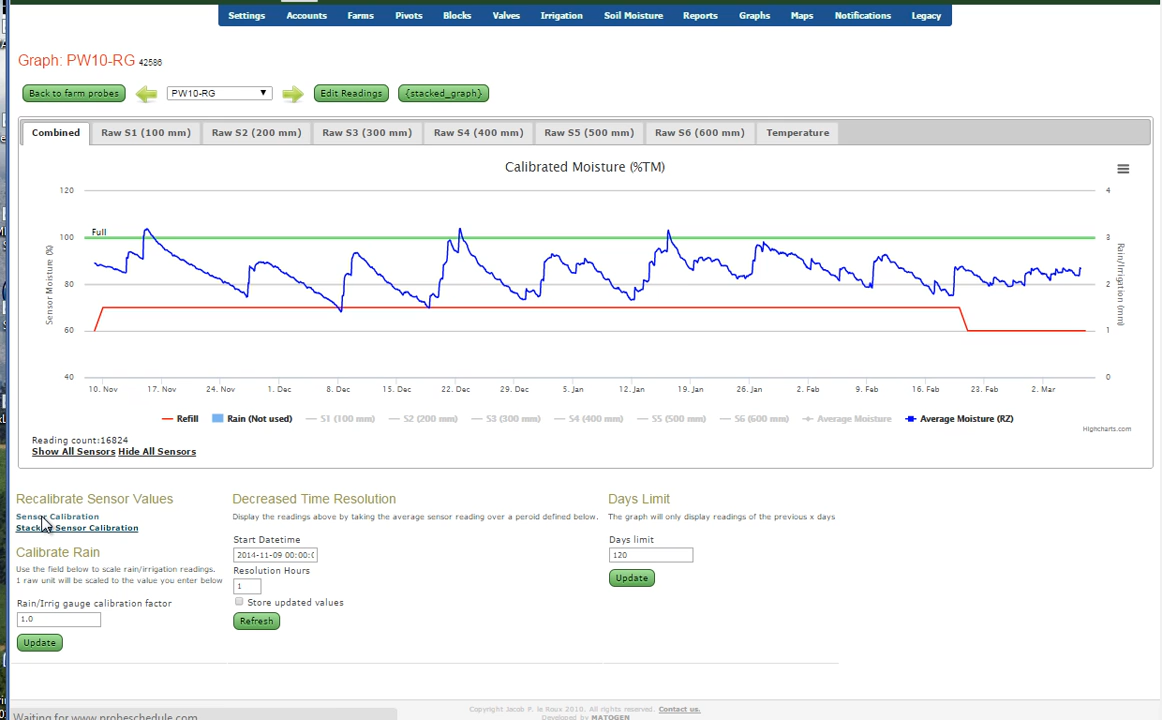 Settings Accounts Farms Pivots Blocks Valves Irrigation Soil Moisture Reports Graphs Maps Notifications Legacy
Graph: PW10-RG 42586
Back to farm probes PW10-RG Edit Readings {stacked_graph}
Combined Raw S1 (100 mm) Raw S2 (200 mm) Raw S3 (300 mm) Raw S4 (400 mm) Raw S5 (500 mm) Raw S6 (600 mm) Temperature
Calibrated Moisture (%TM)
120 4
Full
100 3
80 2
60 1
40 0
Sensor Moisture (%)
Rain/Irrigation (mm)
10. Nov 17. Nov 24. Nov 1. Dec 8. Dec 15. Dec 22. Dec 29. Dec 5. Jan 12. Jan 19. Jan 26. Jan 2. Feb 9. Feb 16. Feb 23. Feb 2. Mar
Refill Rain (Not used) S1 (100 mm) S2 (200 mm) S3 (300 mm) S4 (400 mm) S5 (500 mm) S6 (600 mm) Average Moisture Average Moisture (RZ)
Highcharts.com
Reading count:16824
Show All Sensors Hide All Sensors
Recalibrate Sensor Values
Sensor Calibration
Sensor Calibration
Calibrate Rain
Use the field below to scale rain/irrigation readings.
1 raw unit will be scaled to the value you enter below
Rain/Irrig gauge calibration factor
1.0
Update
Decreased Time Resolution
Display the readings above by taking the average sensor reading over a peroid defined below.
Start Datetime
2014-11-09 00:00:(
Resolution Hours
1
Store updated values
Refresh
Days Limit
The graph will only display readings of the previous x days
Days limit
120
Update
Copyright Jacob P. le Roux 2010. All rights reserved. Contact us.
Developed by MATOGEN
Waiting for www.probeschedule.com